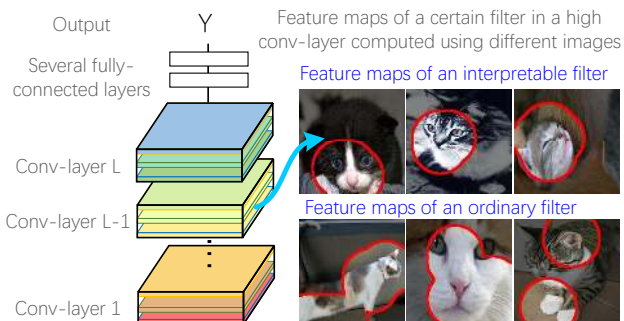 Output
Y
Several fully-
connected layers
Conv-layer L
Conv-layer L-1
Conv-layer 1
Feature maps of a certain filter in a high
conv-layer computed using different images
Feature maps of an interpretable filter
Feature maps of an ordinary filter